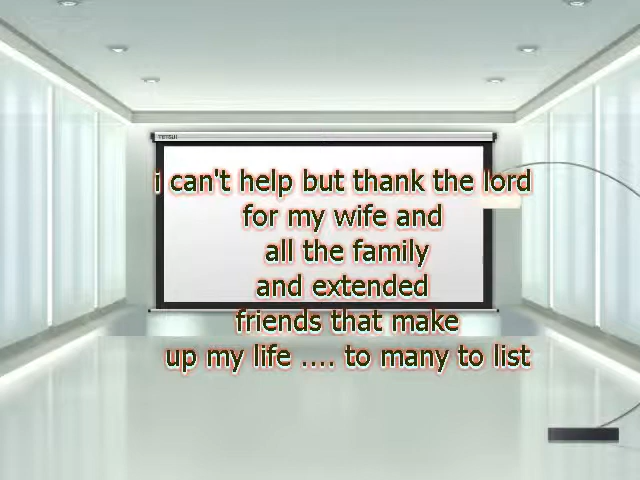 i can't help but thank the lord
for my wife and
all the family
and extended
friends that make
up my life .... to many to list